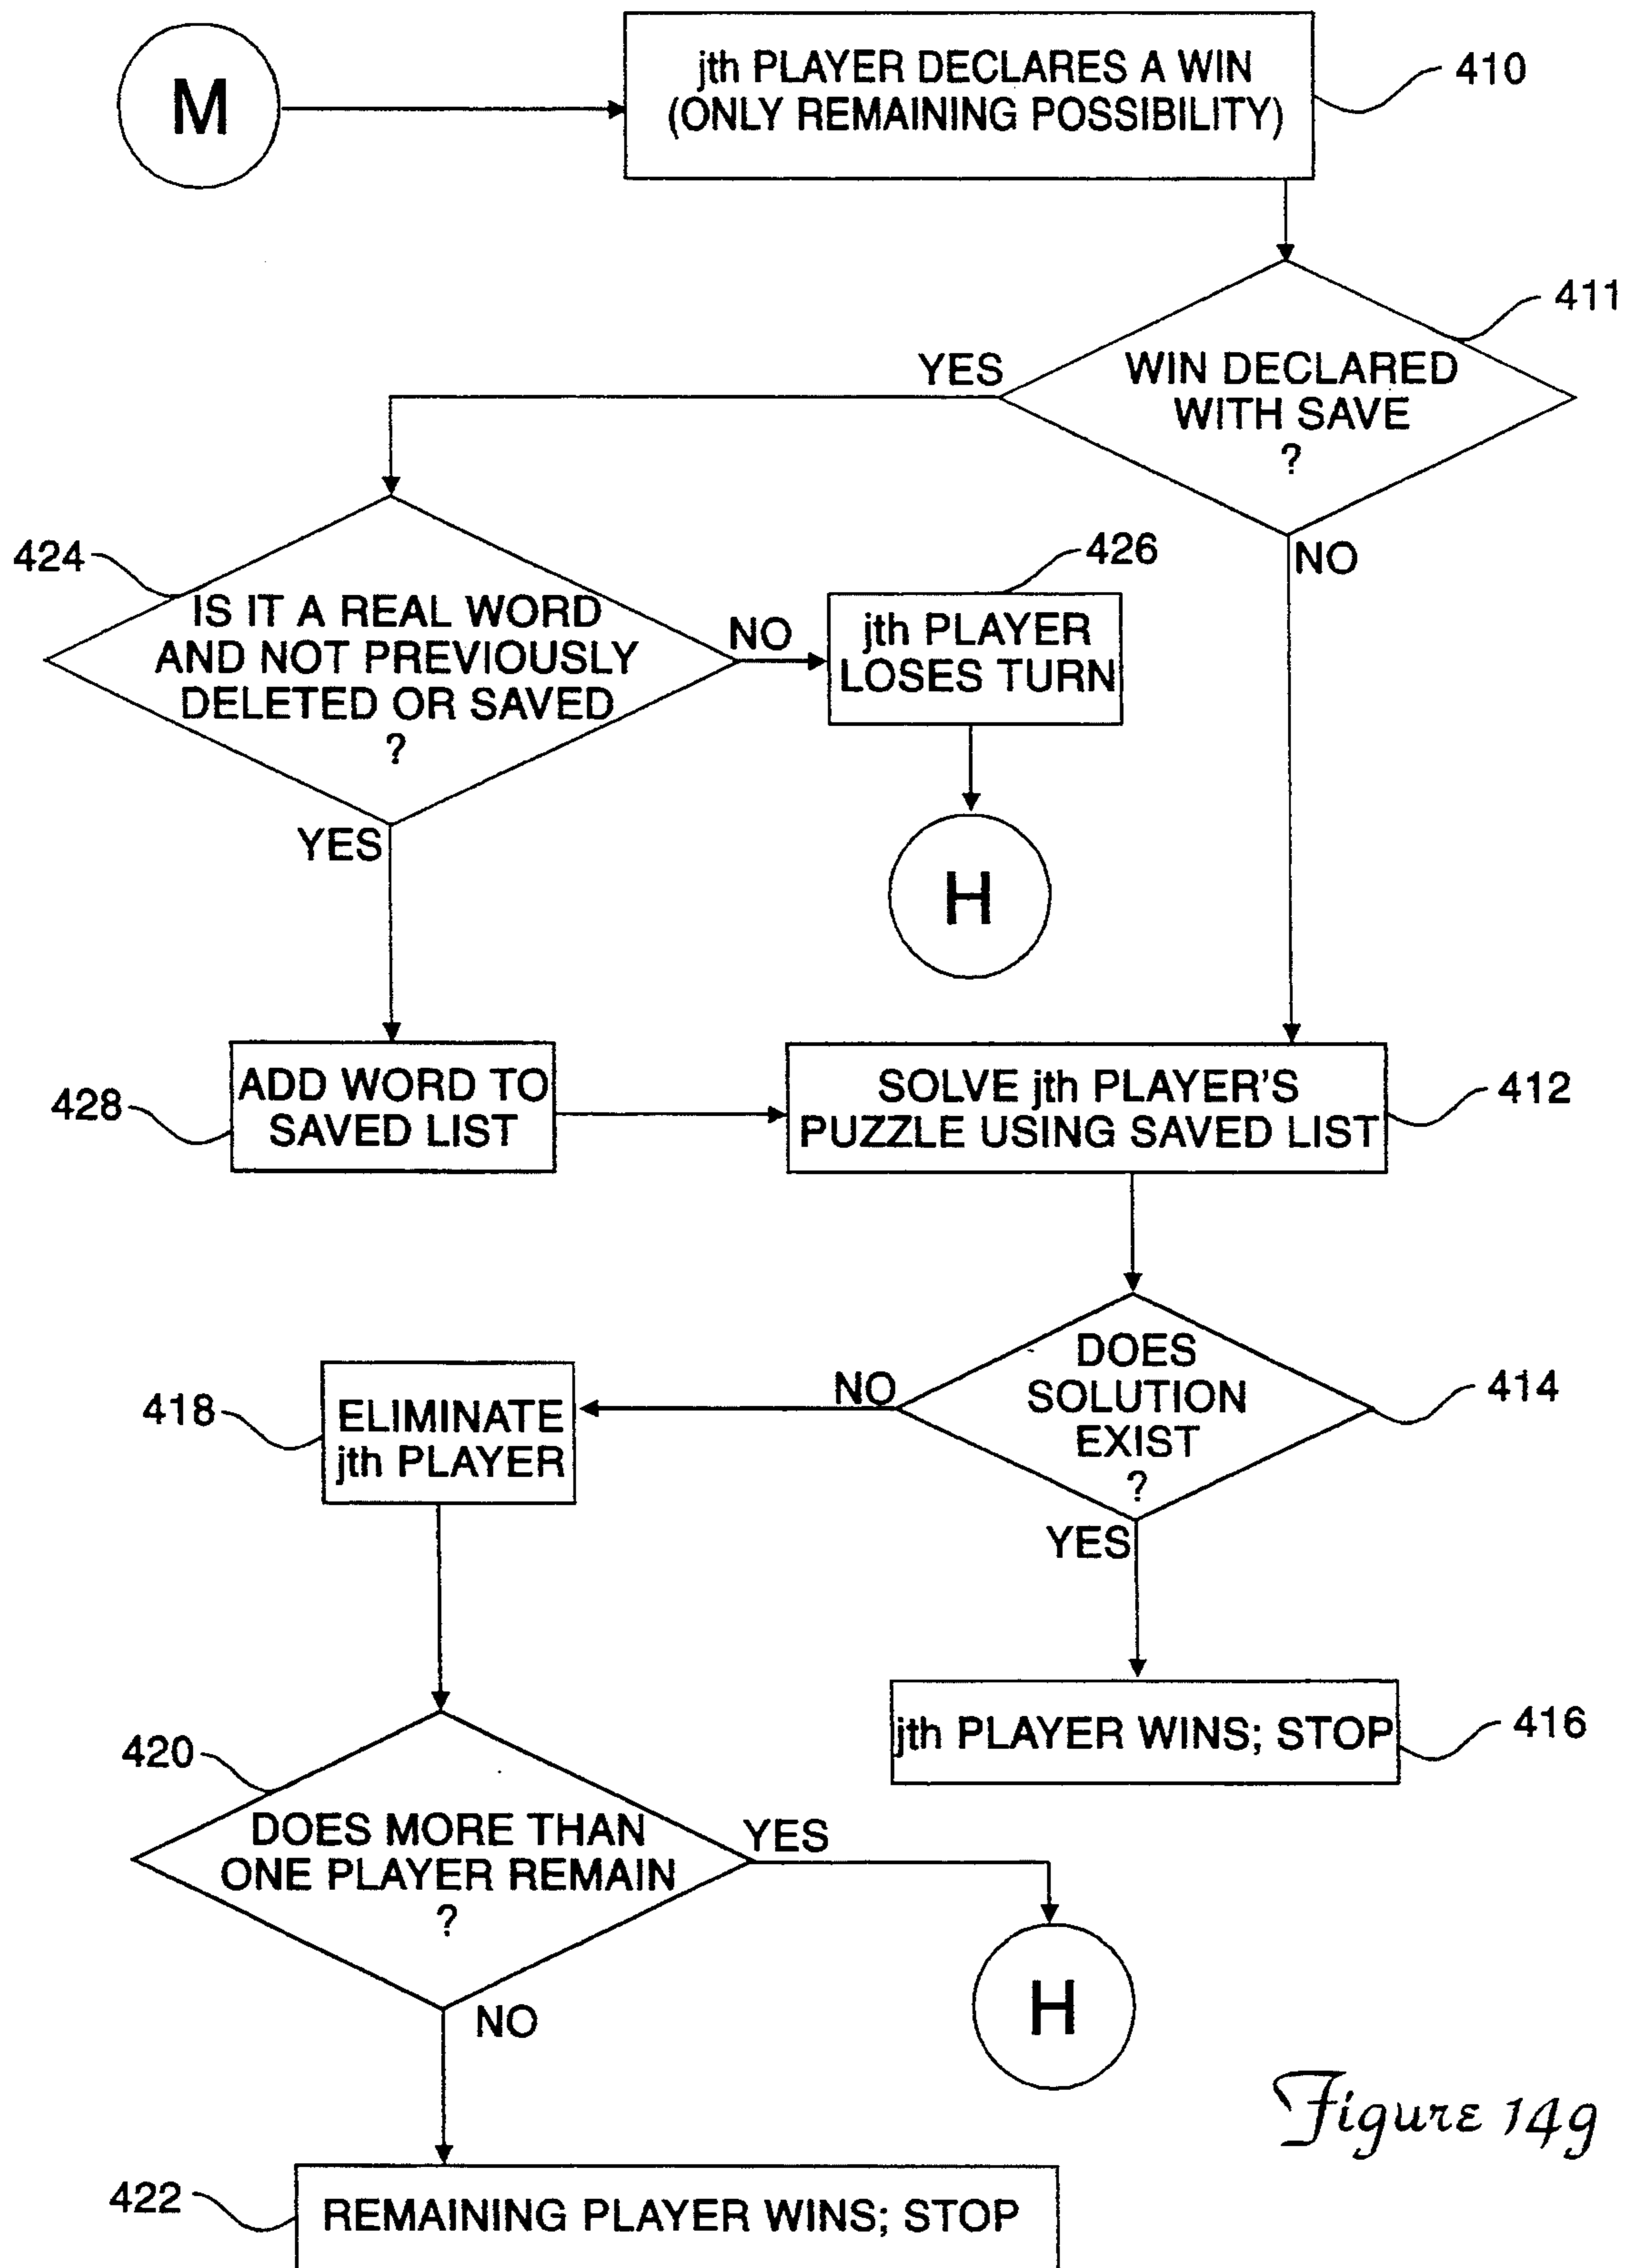 M
jth PLAYER DECLARES A WIN
(ONLY REMAINING POSSIBILITY)
410
411
WIN DECLARED
WITH SAVE
?
YES
NO
424
IS IT A REAL WORD
AND NOT PREVIOUSLY
DELETED OR SAVED
?
NO
426
jth PLAYER
LOSES TURN
H
YES
428
ADD WORD TO
SAVED LIST
SOLVE jth PLAYER'S
PUZZLE USING SAVED LIST
412
DOES
SOLUTION
EXIST
?
414
NO
418
ELIMINATE
jth PLAYER
YES
jth PLAYER WINS; STOP
416
420
DOES MORE THAN
ONE PLAYER REMAIN
?
YES
H
NO
422
REMAINING PLAYER WINS; STOP
Figure 14g